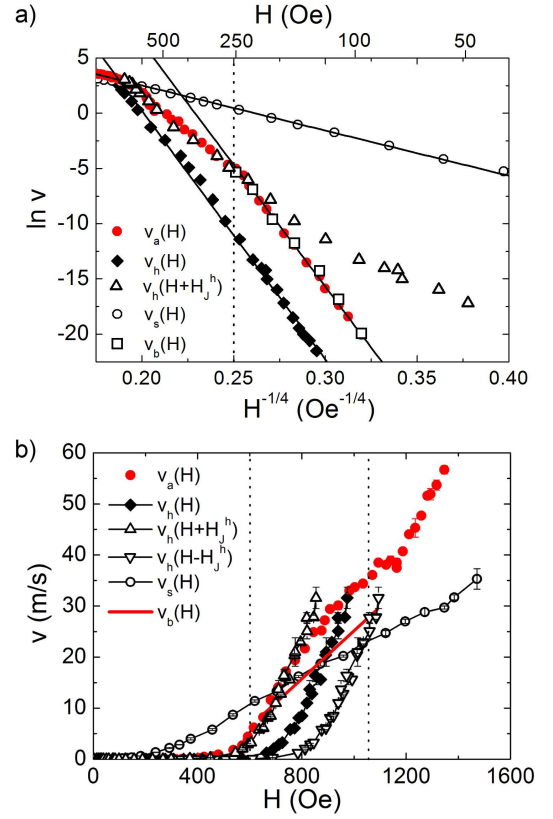 a)
H (Oe)
500 250 100 50
5
0
-5
-10
-15
-20
ln v
v_a(H)
v_h(H)
v_h(H+H_J^h)
v_s(H)
v_b(H)
0.20 0.25 0.30 0.35 0.40
H^-1/4 (Oe^-1/4)
b)
60
50
40
30
20
10
0
v (m/s)
v_a(H)
v_h(H)
v_h(H+H_J^h)
v_h(H-H_J^h)
v_s(H)
v_b(H)
0 400 800 1200 1600
H (Oe)